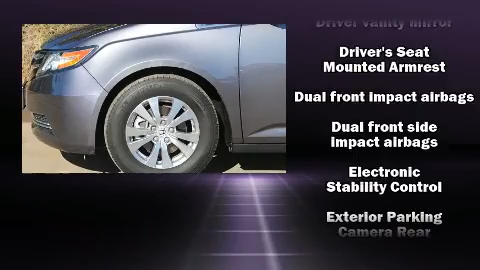 Driver vanity mirror
Driver's Seat
Mounted Armrest
Dual front impact airbags
Dual front side
impact airbags
Electronic
Stability Control
Exterior Parking
Camera Rear